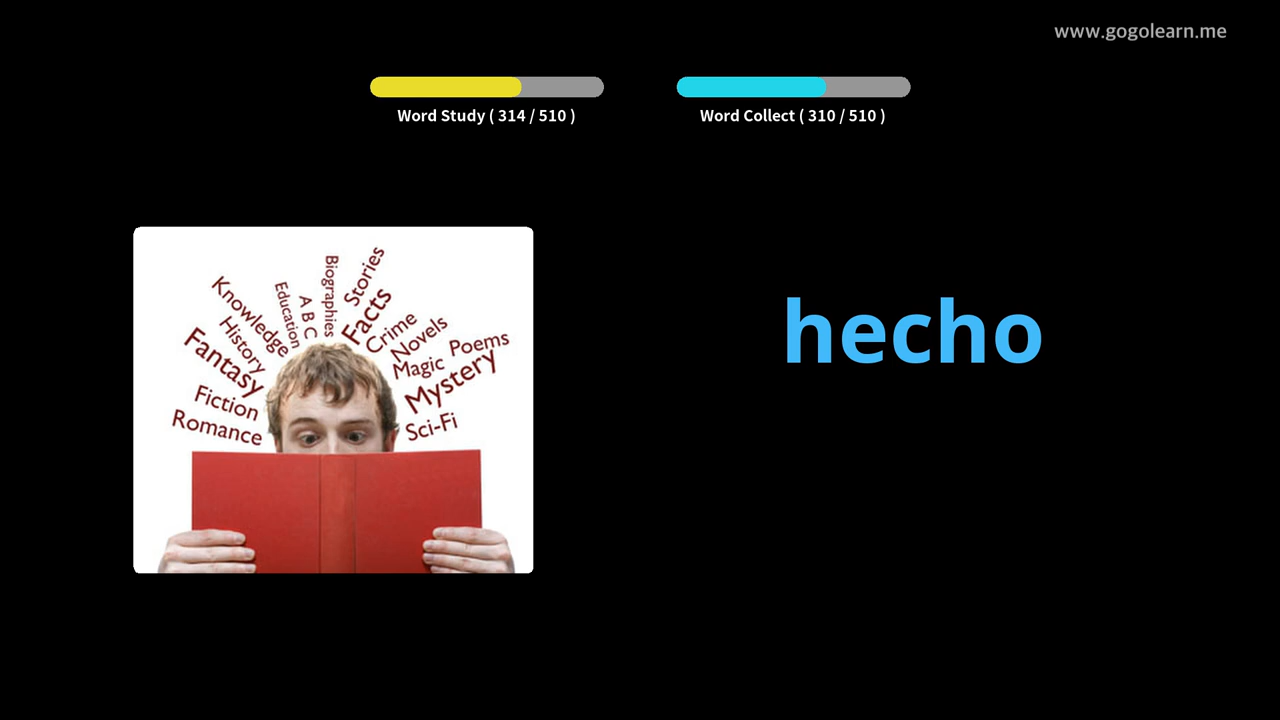 www.gogolearn.me
Word Study ( 314 / 510 )
Word Collect ( 310 / 510 )
hecho
Romance
Fiction
Fantasy
History
Knowledge
Education
A B C
Biographies
Stories
Facts
Crime
Novels
Magic
Poems
Mystery
Sci-Fi